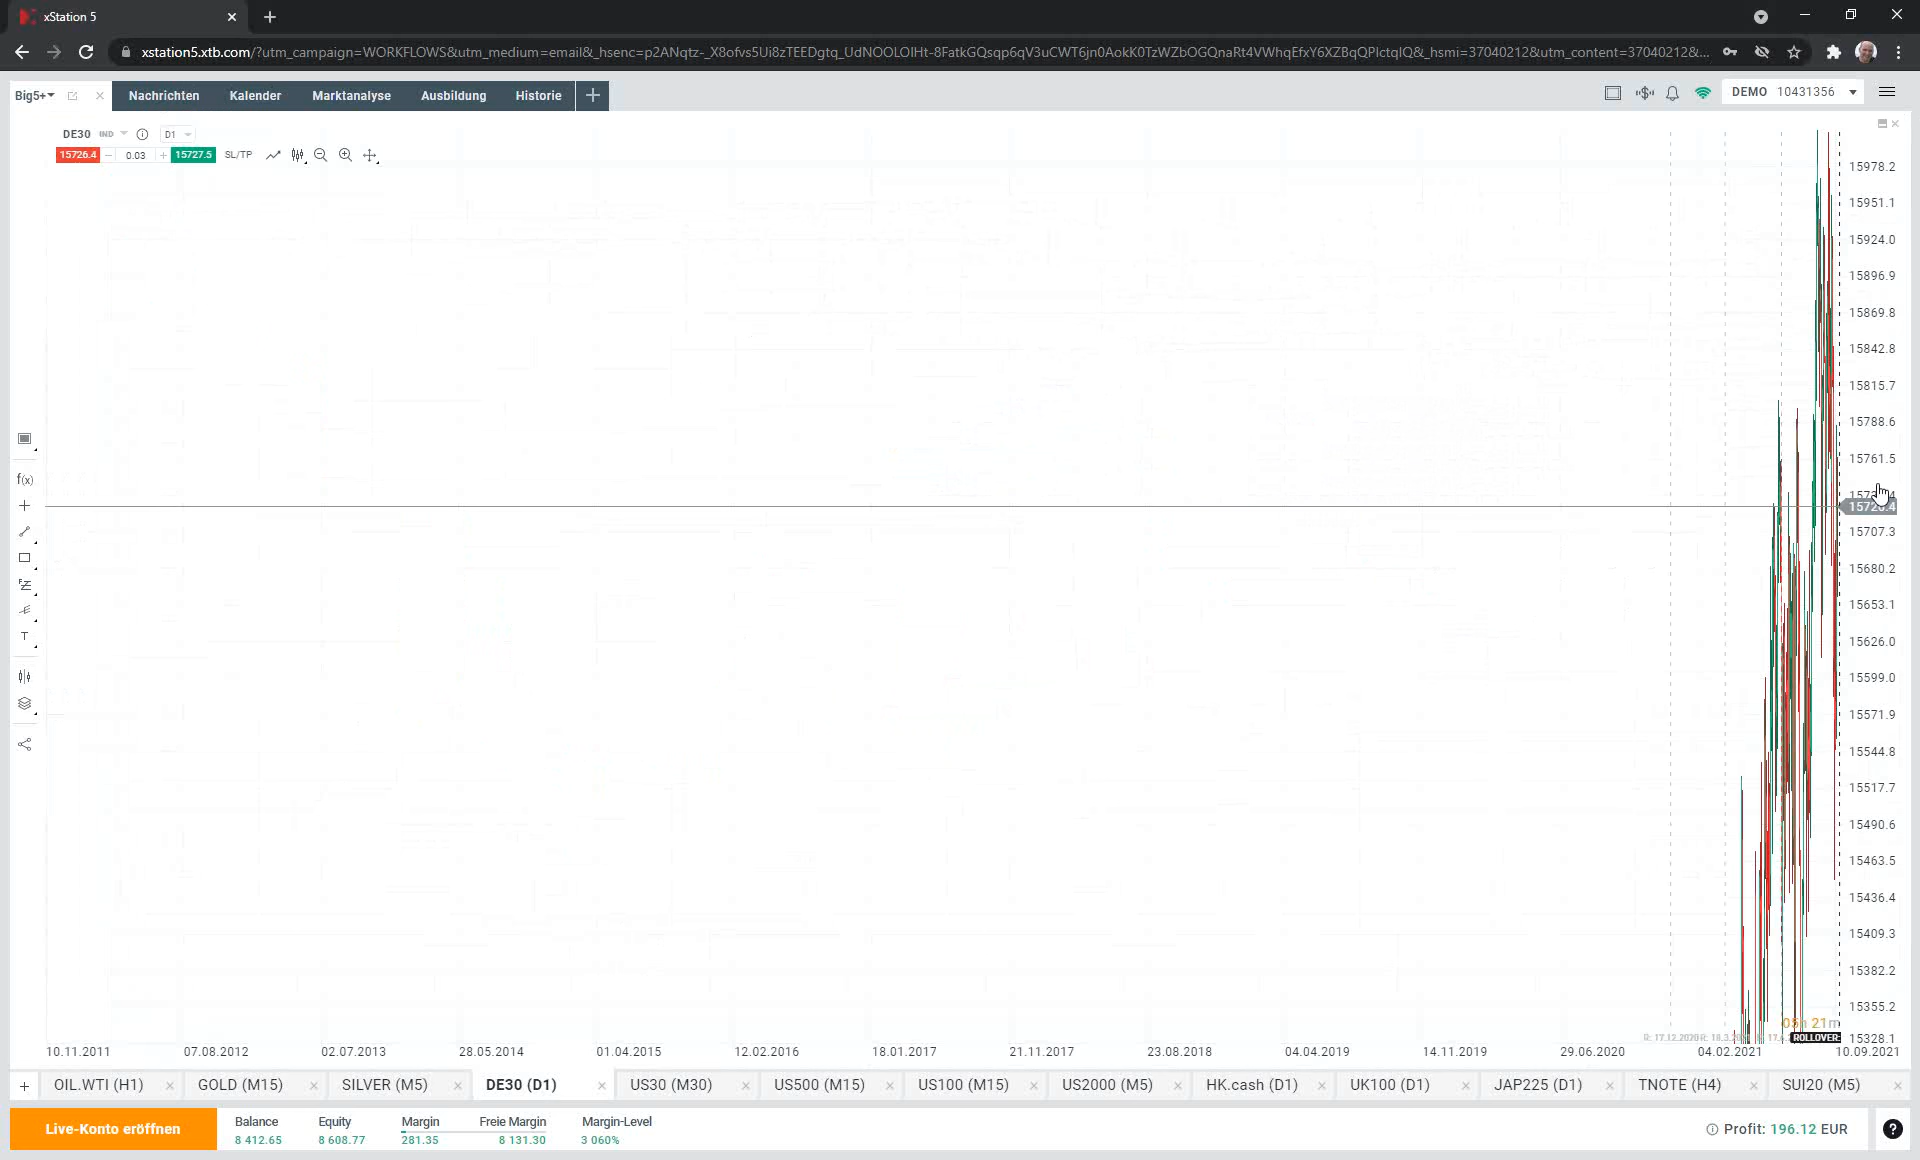 xStation 5
xstation5.xtb.com/?utm_campaign=WORKFLOWS&utm_medium=email&_hsenc=p2ANqtz-_X8ofvs5Ui8zTEEDgtq_UdNOOLOIHt-8FatkGQsqp6qV3uCWT6jn0AokK0TzWZbOGQnaRt4VWhqEfxY6XZBqQPlctqIQ&_hsmi=37040212&utm_content=37040212&...
Big5+ Nachrichten Kalender Marktanalyse Ausbildung Historie
DEMO 10431356
DE30 IND D1
15726.4 0.03 15727.5 SL/TP
15978.2
15951.1
15924.0
15896.9
15869.8
15842.8
15815.7
15788.6
15761.5
15726.4
15707.3
15680.2
15653.1
15626.0
15599.0
15571.9
15544.8
15517.7
15490.6
15463.5
15436.4
15409.3
15382.2
15355.2
15328.1
f(x)
T
R: 17.12.2020
ROLLOVER:
10.11.2011 07.08.2012 02.07.2013 28.05.2014 01.04.2015 12.02.2016 18.01.2017 21.11.2017 23.08.2018 04.04.2019 14.11.2019 29.06.2020 04.02.2021 10.09.2021
OIL.WTI (H1) GOLD (M15) SILVER (M5) DE30 (D1) US30 (M30) US500 (M15) US100 (M15) US2000 (M5) HK.cash (D1) UK100 (D1) JAP225 (D1) TNOTE (H4) SUI20 (M5)
Live-Konto eröffnen
Balance Equity Margin Freie Margin Margin-Level
8 412.65 8 608.77 281.35 8 131.30 3 060%
Profit: 196.12 EUR